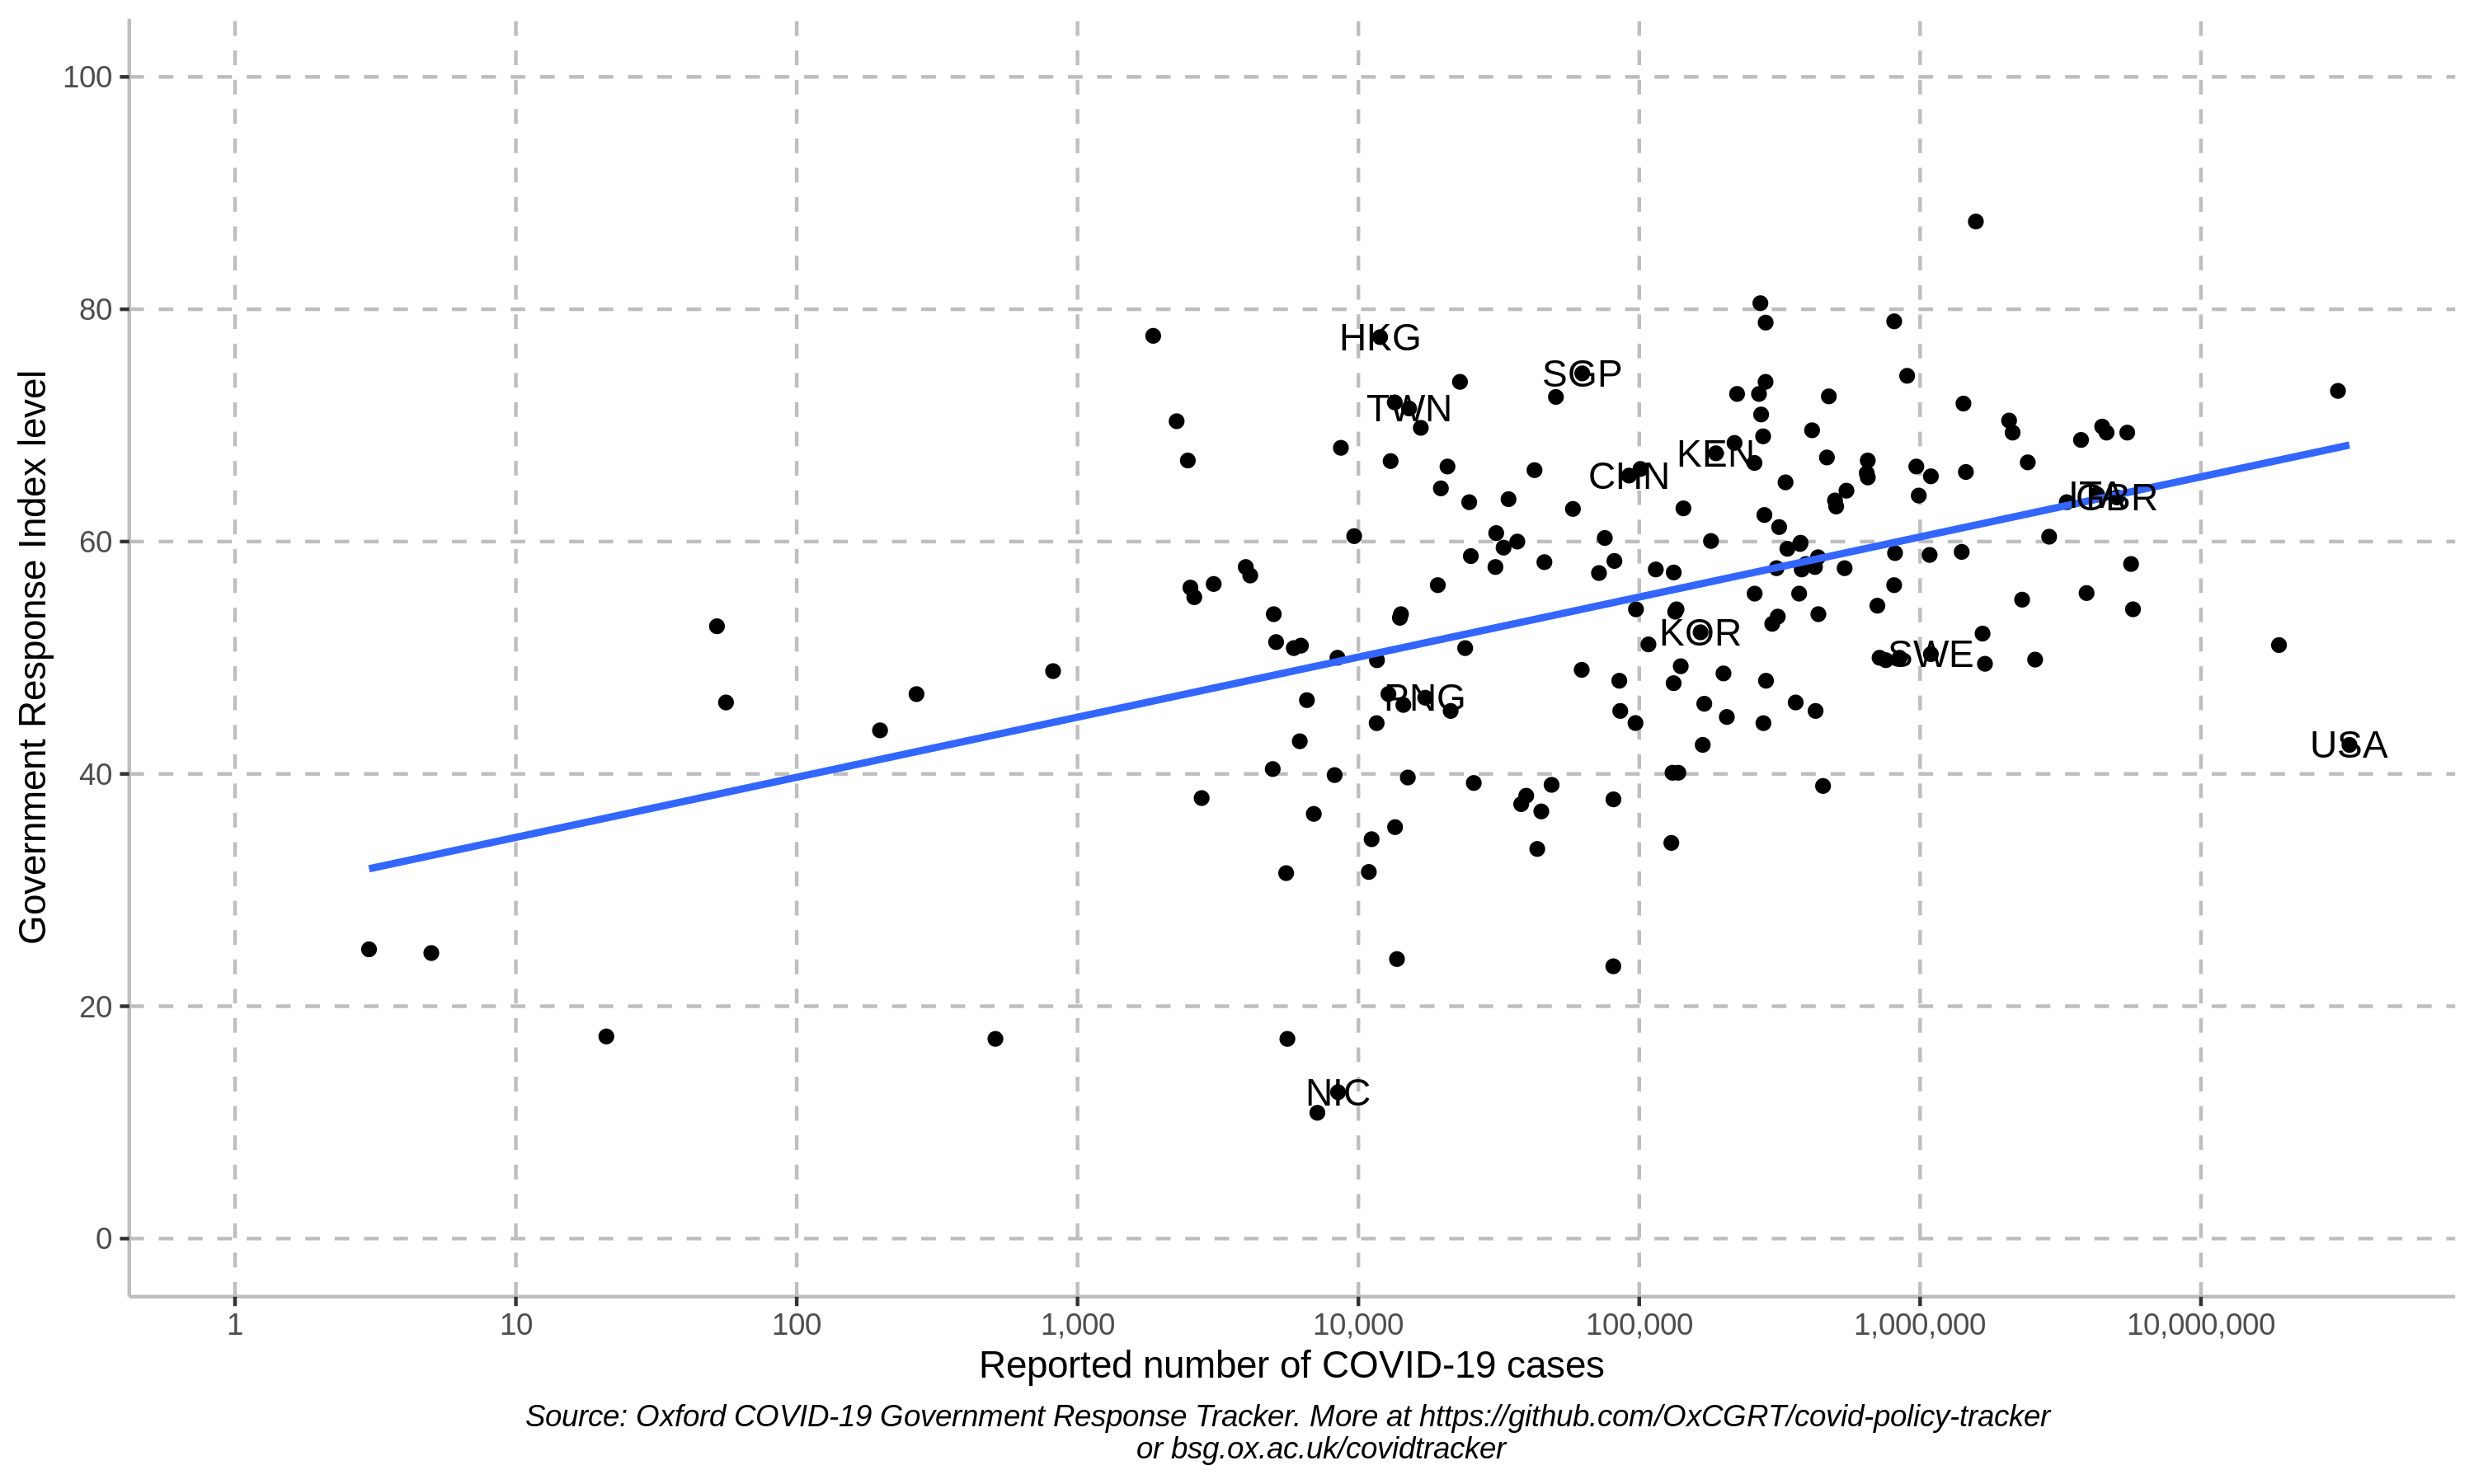 100
80
60
40
20
0
Government Response Index level
HKG
SGP
TWN
KEN
CHN
ITA
GBR
KOR
SWE
PNG
USA
NIC
1
10
100
1,000
10,000
100,000
1,000,000
10,000,000
Reported number of COVID-19 cases
Source: Oxford COVID-19 Government Response Tracker. More at https://github.com/OxCGRT/covid-policy-tracker
or bsg.ox.ac.uk/covidtracker